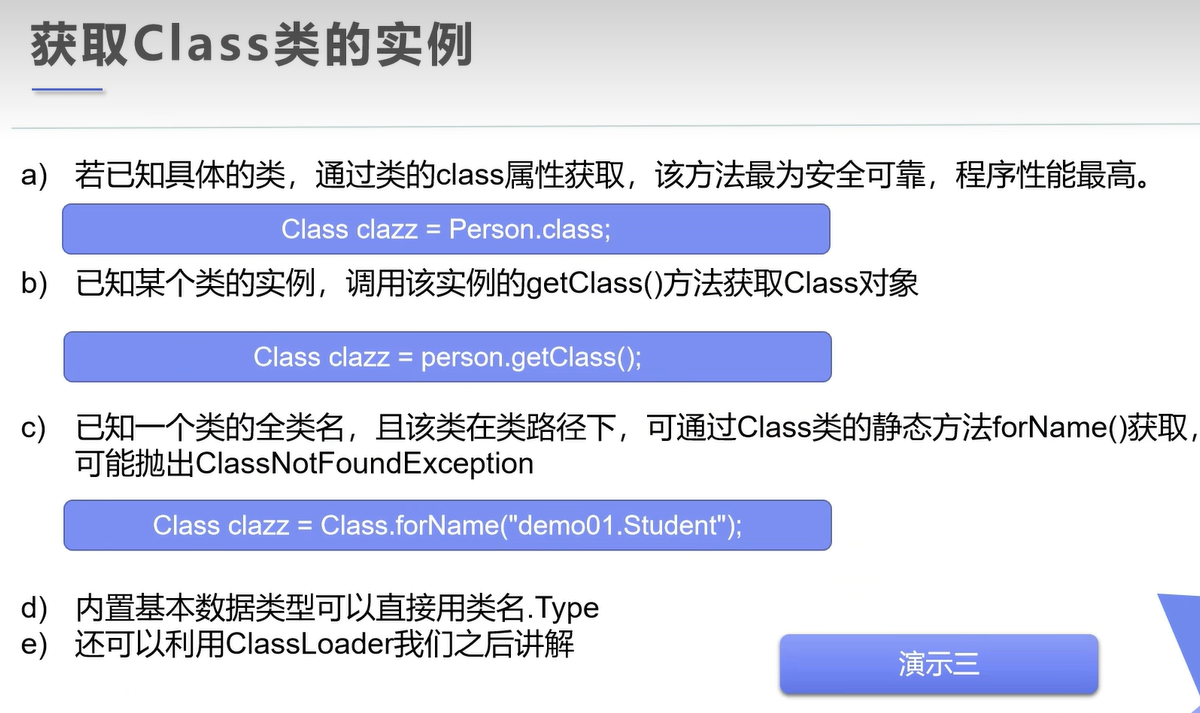 获取Class类的实例
a) 若已知具体的类，通过类的class属性获取，该方法最为安全可靠，程序性能最高。
Class clazz = Person.class;
b) 已知某个类的实例，调用该实例的getClass()方法获取Class对象
Class clazz = person.getClass();
c) 已知一个类的全类名，且该类在类路径下，可通过Class类的静态方法forName()获取，
可能抛出ClassNotFoundException
Class clazz = Class.forName("demo01.Student");
d) 内置基本数据类型可以直接用类名.Type
e) 还可以利用ClassLoader我们之后讲解
演示三